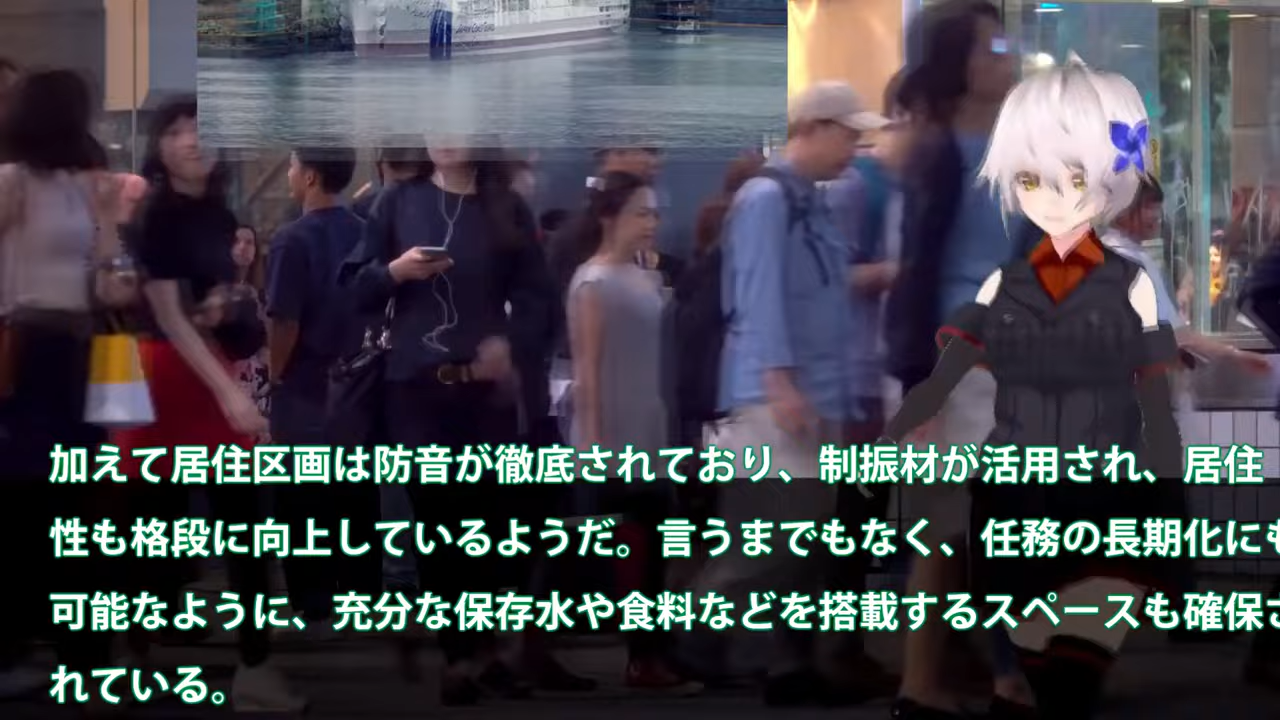 加えて居住区画は防音が徹底されており、制振材が活用され、居住
性も格段に向上しているようだ。言うまでもなく、任務の長期化にも
可能なように、充分な保存水や食料などを搭載するスペースも確保さ
れている。